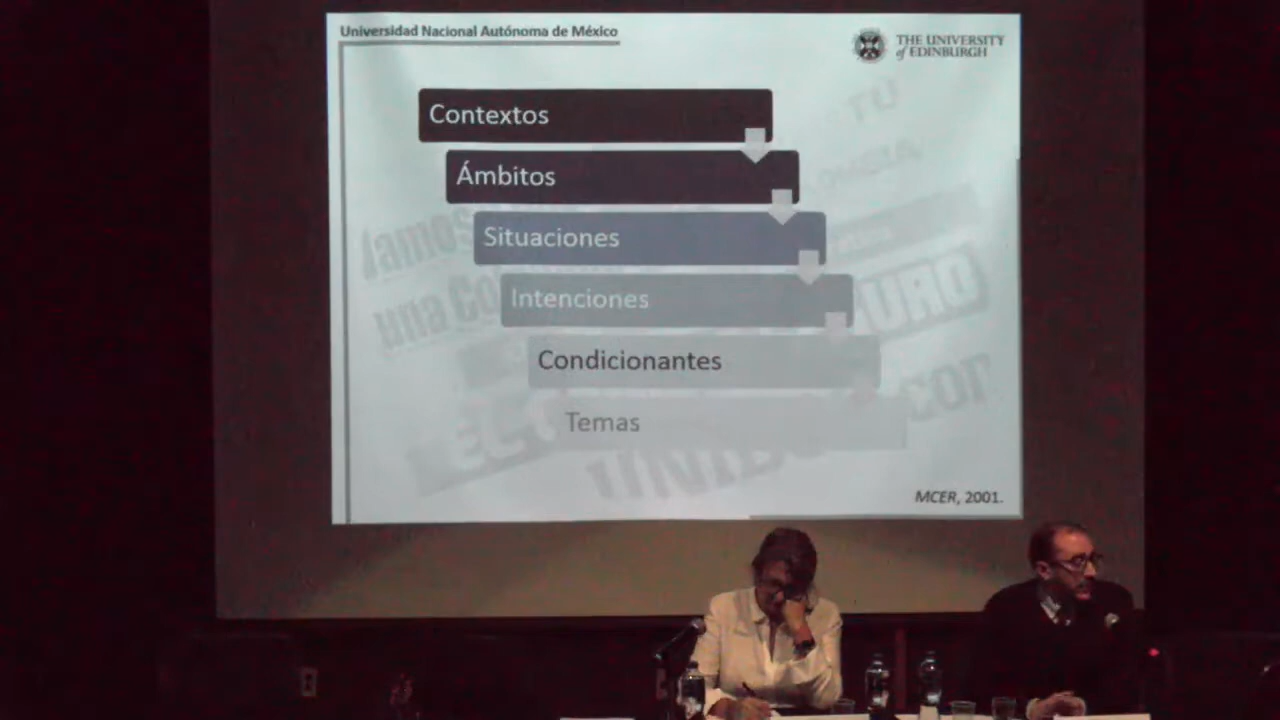 Universidad Nacional Autónoma de México
THE UNIVERSITY
of EDINBURGH
Contextos
Ámbitos
Situaciones
Intenciones
Condicionantes
Temas
MCER, 2001.